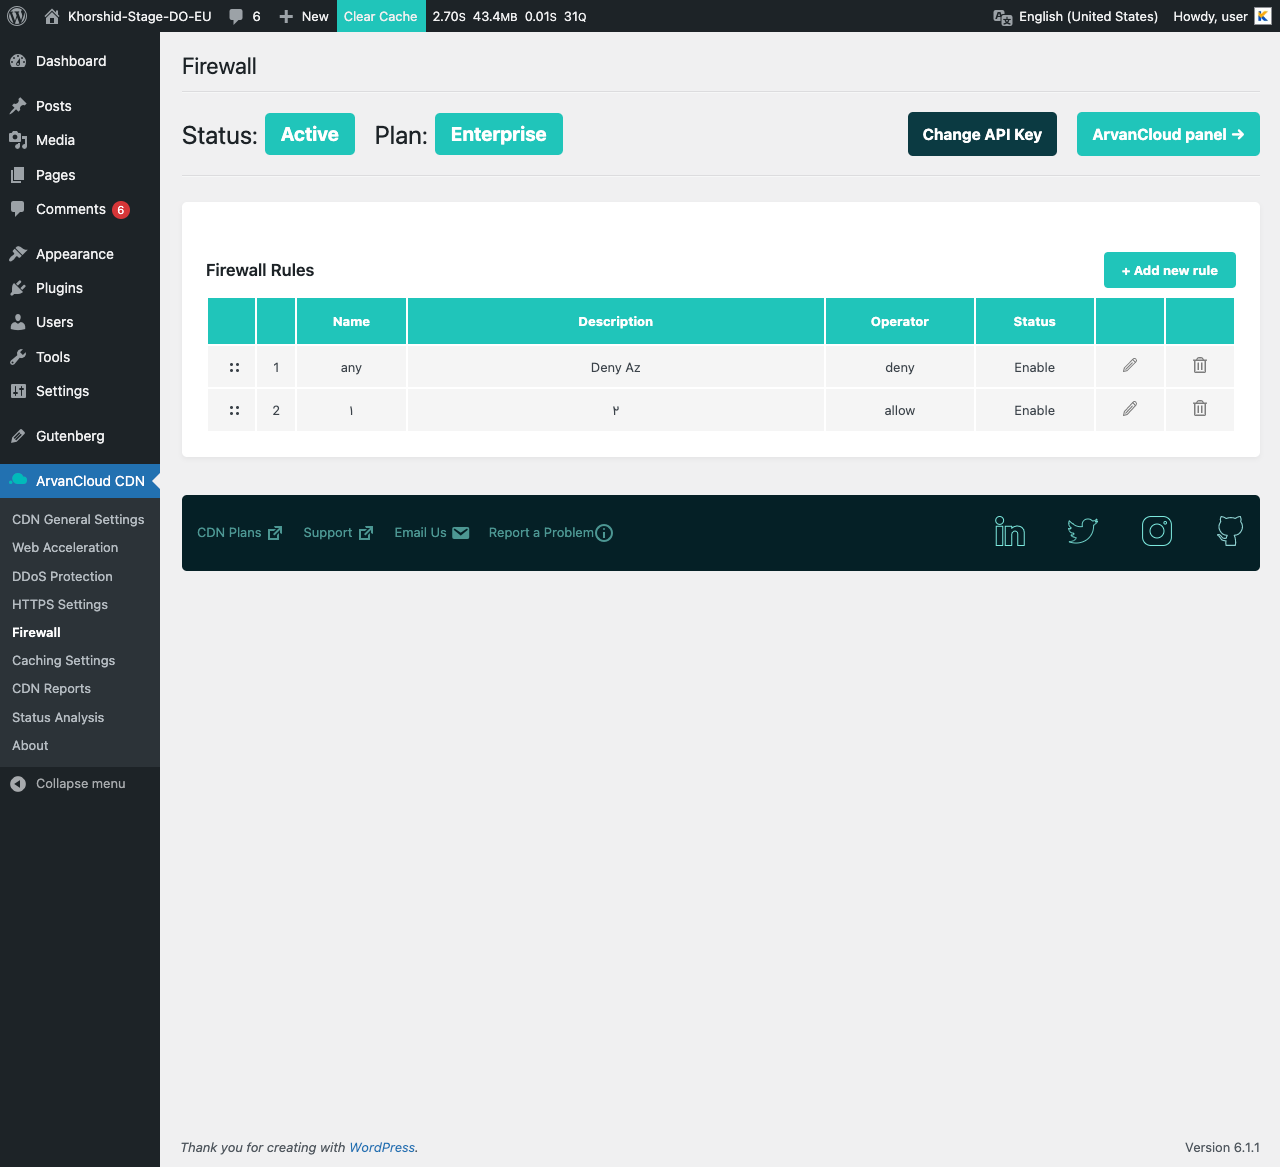 Khorshid-Stage-DO-EU 6 New Clear Cache 2.70S 43.4MB 0.01S 31Q English (United States) Howdy, user
Dashboard
Posts
Media
Pages
Comments 6
Appearance
Plugins
Users
Tools
Settings
Gutenberg
ArvanCloud CDN
CDN General Settings
Web Acceleration
DDoS Protection
HTTPS Settings
Firewall
Caching Settings
CDN Reports
Status Analysis
About
Collapse menu
Firewall
Status: Active Plan: Enterprise Change API Key ArvanCloud panel →
Firewall Rules + Add new rule
Name Description Operator Status
1 any Deny Az deny Enable
2 ۱ ۲ allow Enable
CDN Plans Support Email Us Report a Problem
Thank you for creating with WordPress. Version 6.1.1